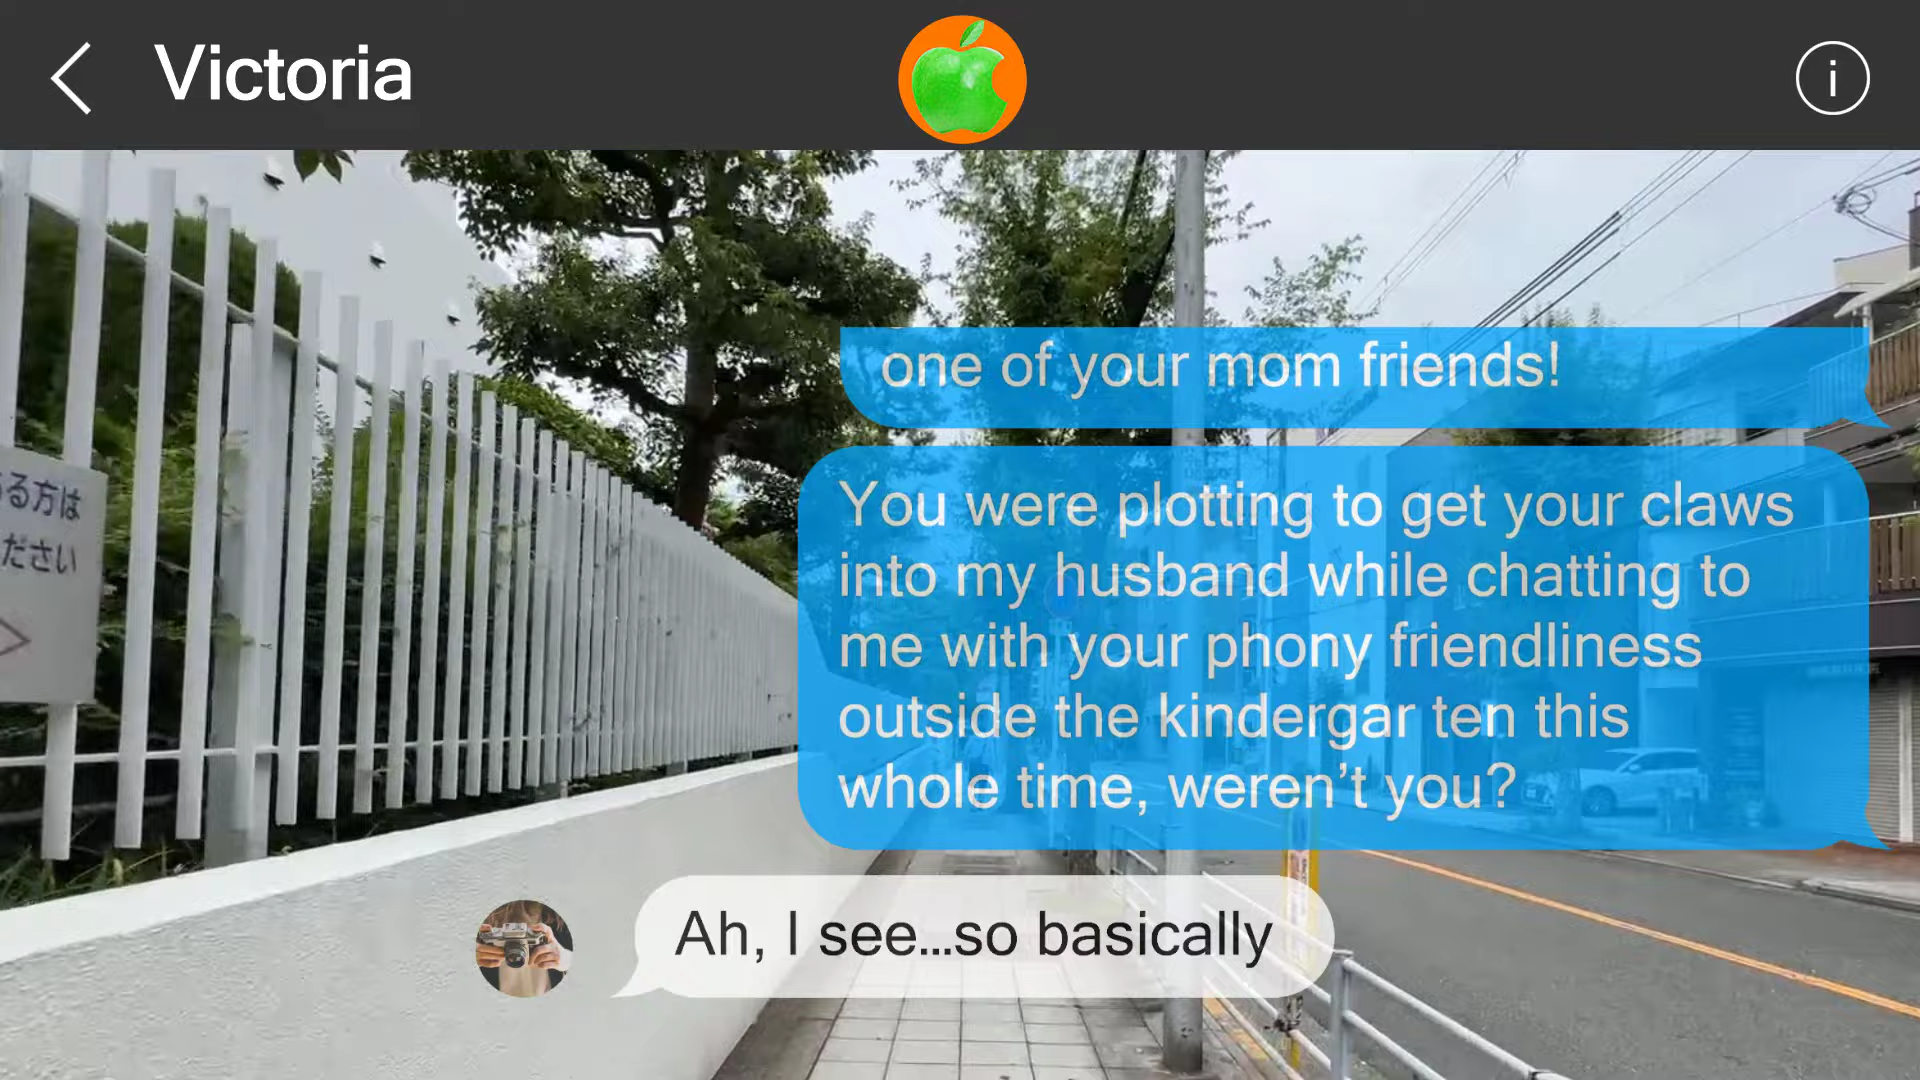 Victoria
i
one of your mom friends!
You were plotting to get your claws
into my husband while chatting to
me with your phony friendliness
outside the kindergar ten this
whole time, weren't you?
る方は
ださい
Ah, I see...so basically